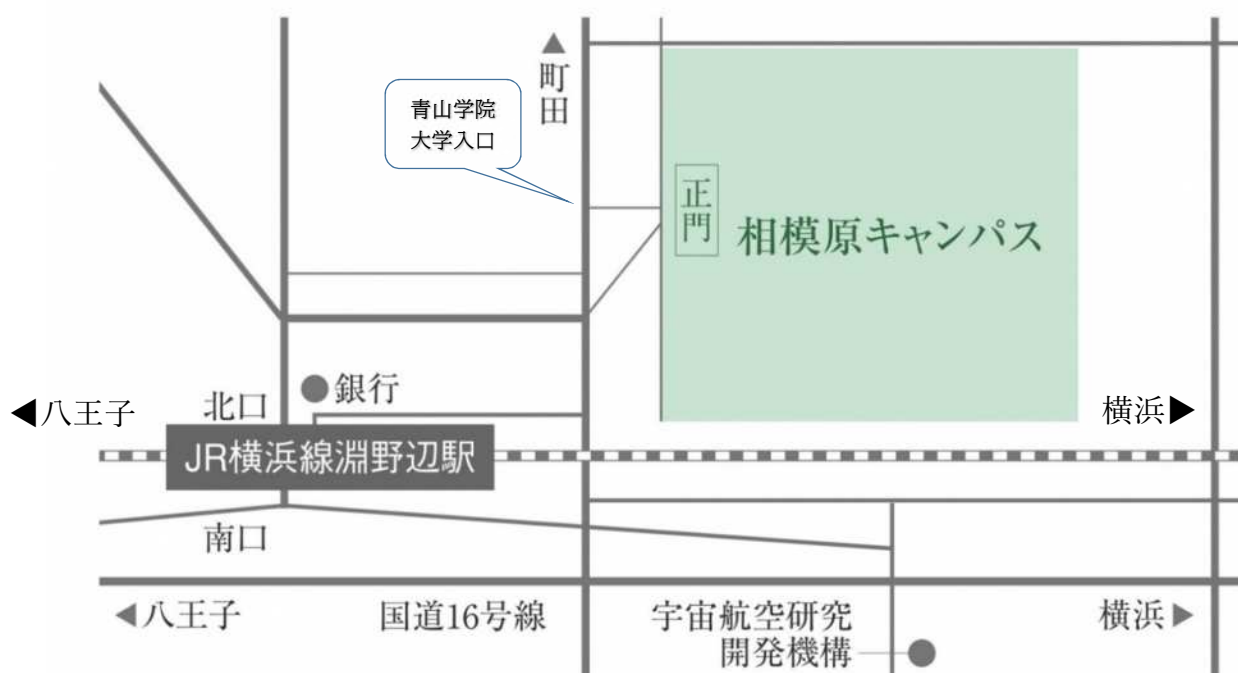 ▲町田
青山学院
大学入口
正門
相模原キャンパス
銀行
北口
◀八王子
横浜▶
JR横浜線淵野辺駅
南口
◀八王子
国道16号線
宇宙航空研究
開発機構
横浜▶